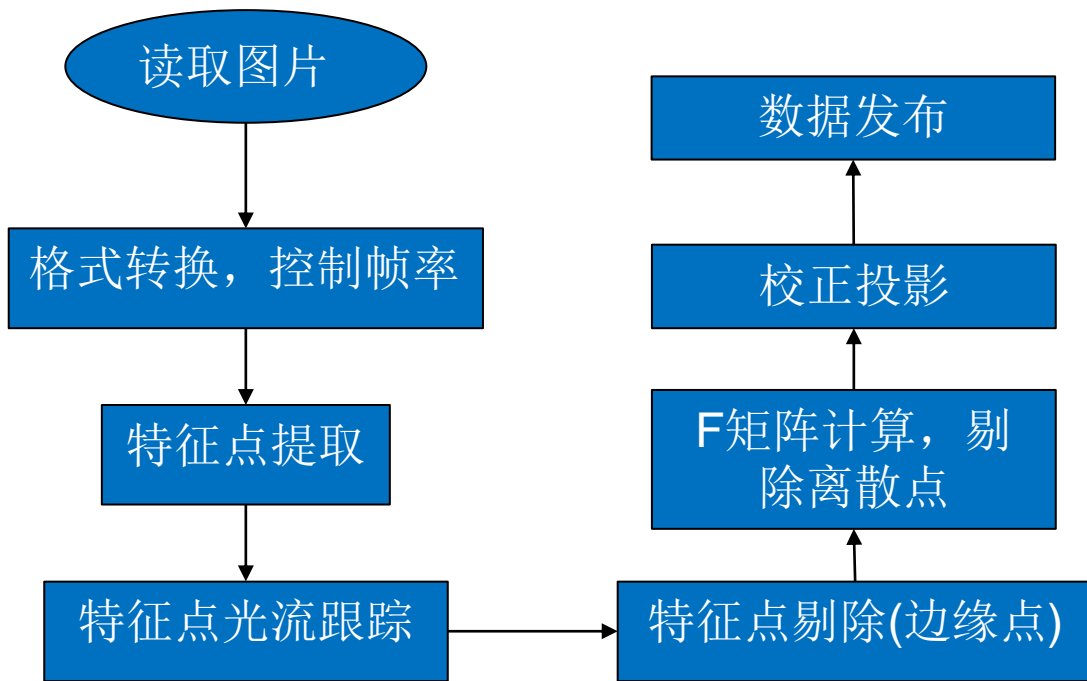 读取图片
格式转换，控制帧率
特征点提取
特征点光流跟踪
特征点剔除(边缘点)
F矩阵计算，剔
除离散点
校正投影
数据发布